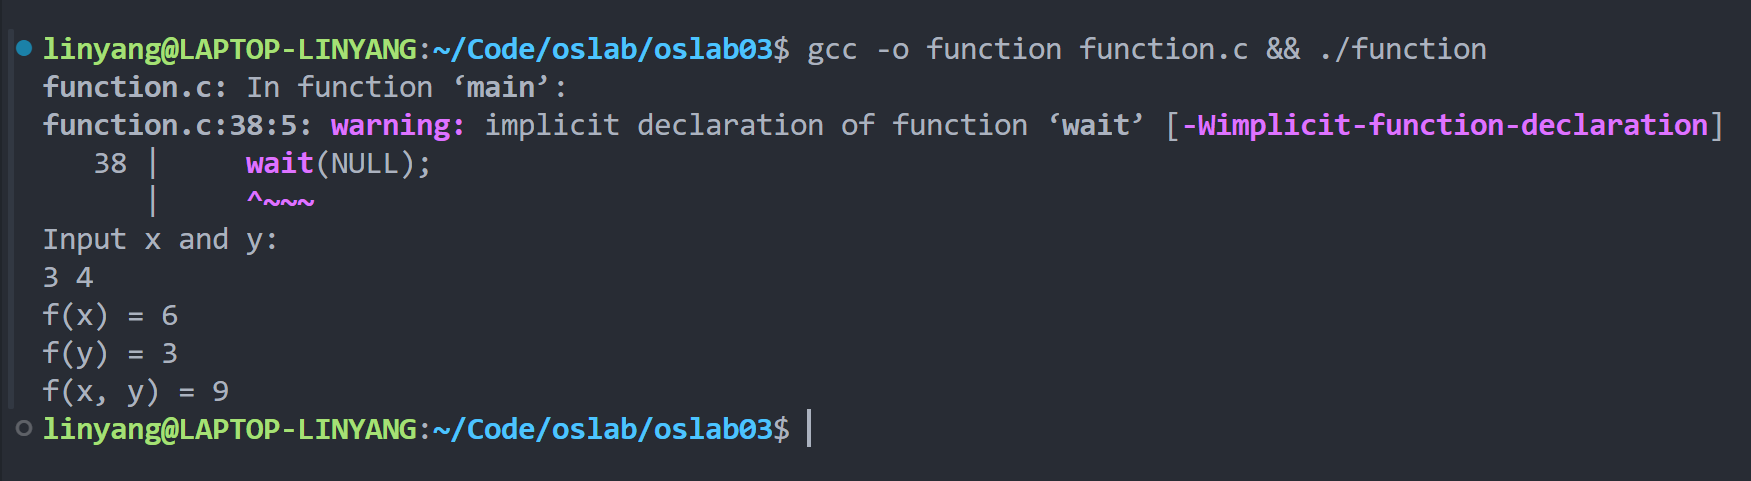 linyang@LAPTOP-LINYANG:~/Code/oslab/oslab03$ gcc -o function function.c && ./function
function.c: In function ‘main’:
function.c:38:5: warning: implicit declaration of function ‘wait’ [-Wimplicit-function-declaration]
   38 |     wait(NULL);
      |     ^~~~
Input x and y:
3 4
f(x) = 6
f(y) = 3
f(x, y) = 9
linyang@LAPTOP-LINYANG:~/Code/oslab/oslab03$